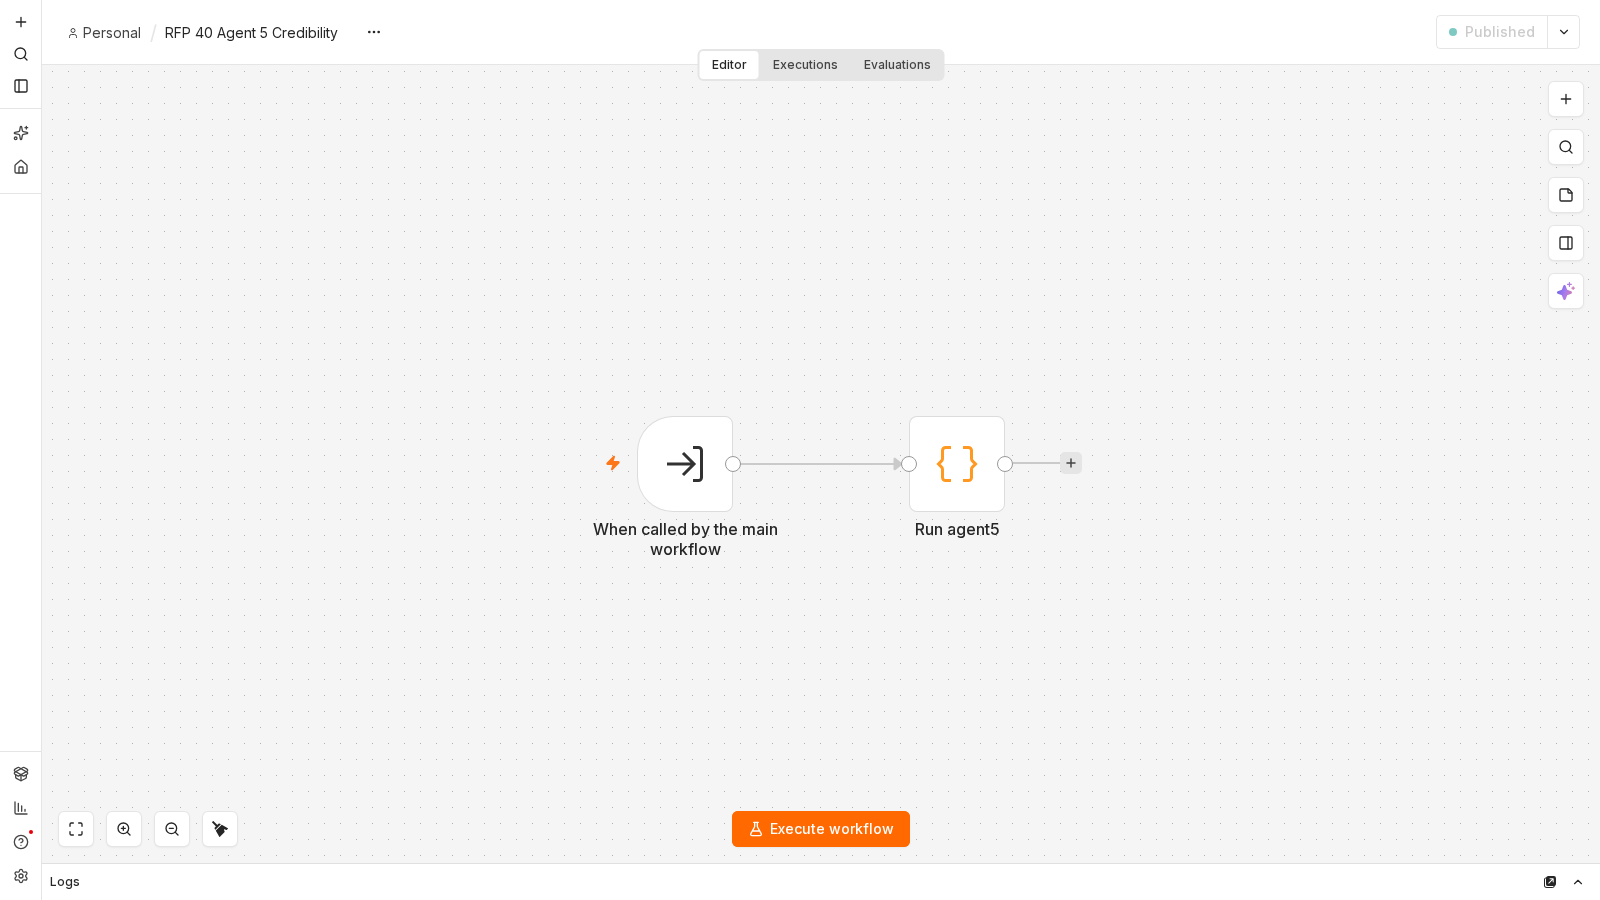 Personal / RFP 40 Agent 5 Credibility
Published
Editor Executions Evaluations
When called by the main
workflow
Run agent5
Execute workflow
Logs